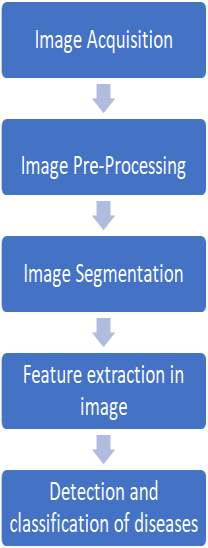 Image Acquisition
Image Pre-Processing
Image Segmentation
Feature extraction in
image
Detection and
classification of diseases